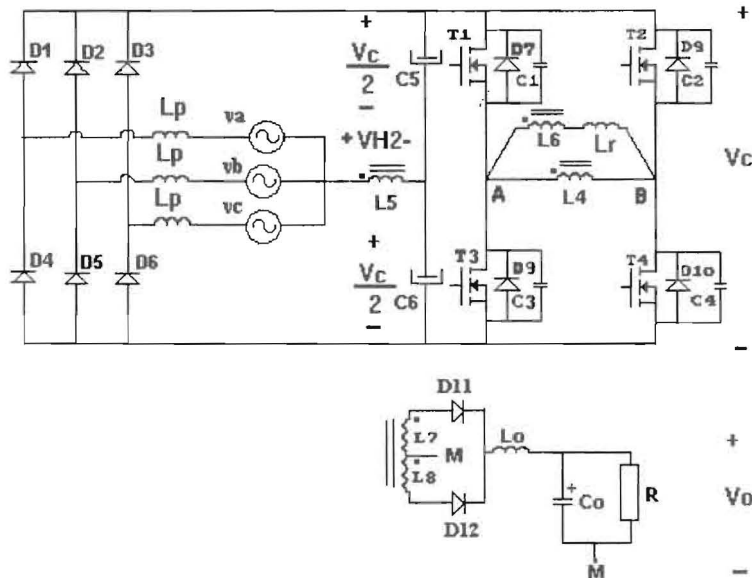 +
+
D1
D2
D3
T1
D7
T2
D9
Vc
2
C5
C1
C2
-
Lp
va
+VH2-
L6
Lr
Vc
Lp
vb
L5
A
L4
B
Lp
vc
+
D4
D5
D6
T3
D9
T4
D10
Vc
2
C6
C3
C4
-
-
D11
L7
Lo
+
M
L8
+
Co
R
Vo
D12
M
-